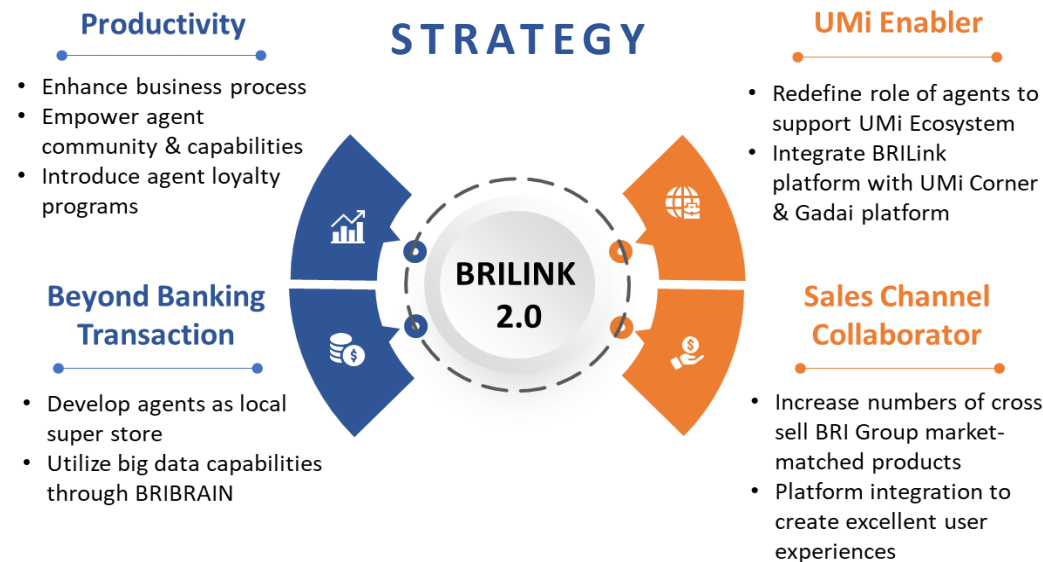 STRATEGY
Productivity
• Enhance business process
• Empower agent
community & capabilities
• Introduce agent loyalty
programs
Beyond Banking
Transaction
• Develop agents as local
super store
• Utilize big data capabilities
through BRIBRAIN
BRILINK
2.0
UMi Enabler
• Redefine role of agents to
support UMi Ecosystem
• Integrate BRILink
platform with UMi Corner
& Gadai platform
Sales Channel
Collaborator
• Increase numbers of cross
sell BRI Group market-
matched products
• Platform integration to
create excellent user
experiences